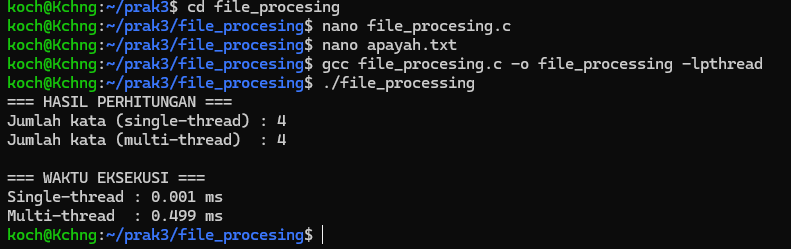 koch@Kchng:~/prak3$ cd file_procesing
koch@Kchng:~/prak3/file_procesing$ nano file_procesing.c
koch@Kchng:~/prak3/file_procesing$ nano apayah.txt
koch@Kchng:~/prak3/file_procesing$ gcc file_procesing.c -o file_processing -lpthread
koch@Kchng:~/prak3/file_procesing$ ./file_processing
=== HASIL PERHITUNGAN ===
Jumlah kata (single-thread) : 4
Jumlah kata (multi-thread)  : 4

=== WAKTU EKSEKUSI ===
Single-thread : 0.001 ms
Multi-thread  : 0.499 ms
koch@Kchng:~/prak3/file_procesing$